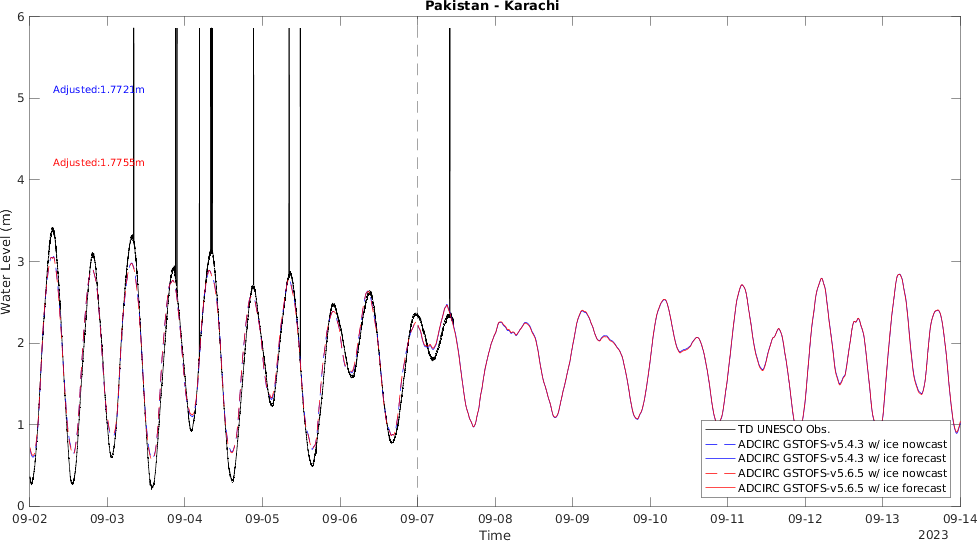 Pakistan - Karachi
6
5
4
3
2
1
0
Water Level (m)
Adjusted:1.7721m
Adjusted:1.7755m
TD UNESCO Obs.
ADCIRC GSTOFS-v5.4.3 w/ ice nowcast
ADCIRC GSTOFS-v5.4.3 w/ ice forecast
ADCIRC GSTOFS-v5.6.5 w/ ice nowcast
ADCIRC GSTOFS-v5.6.5 w/ ice forecast
09-02 09-03 09-04 09-05 09-06 09-07 09-08 09-09 09-10 09-11 09-12 09-13 09-14
Time
2023